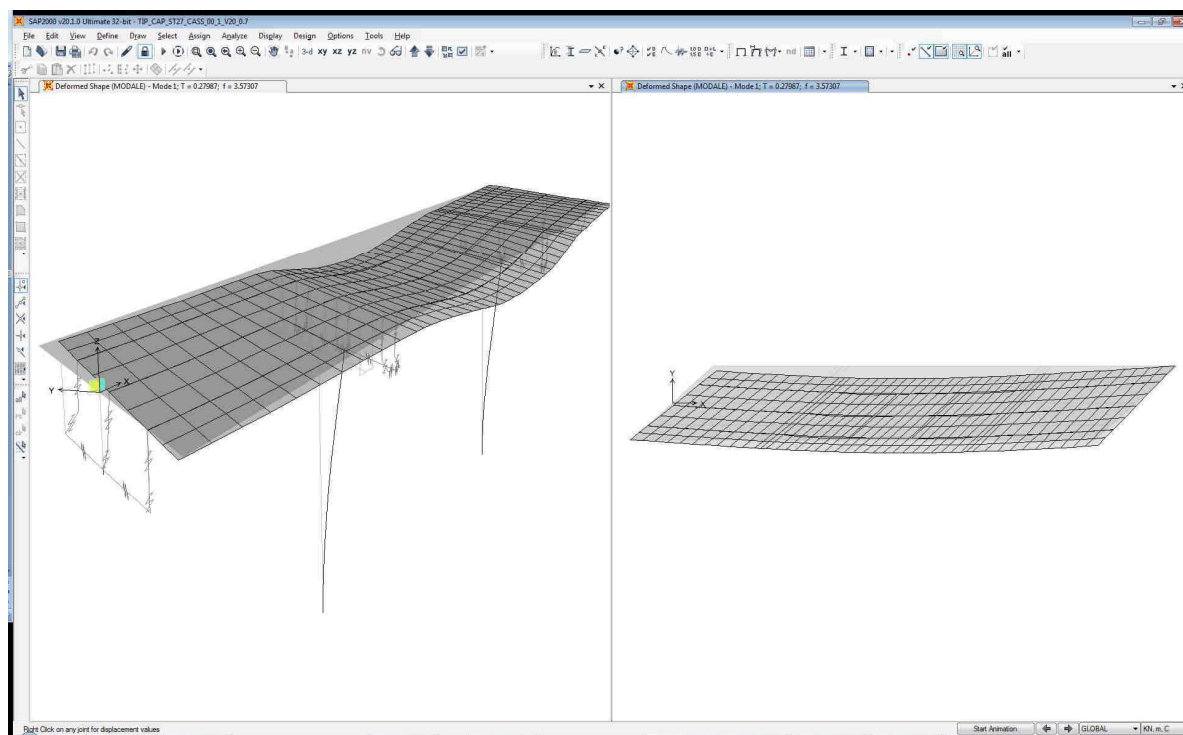 SAP2000 v20.1.0 Ultimate 32-bit - TIP_CAP_ST27_CASS_00_1_V20_0.7
File Edit View Define Draw Select Assign Analyze Display Design Options Tools Help
3-d xy xz yz nv
nd
all
Deformed Shape (MODALE) - Mode 1; T = 0.27987; f = 3.57307
Deformed Shape (MODALE) - Mode 1; T = 0.27987; f = 3.57307
Z
Y
X
Y
X
Right Click on any joint for displacement values
Start Animation
GLOBAL
KN, m, C